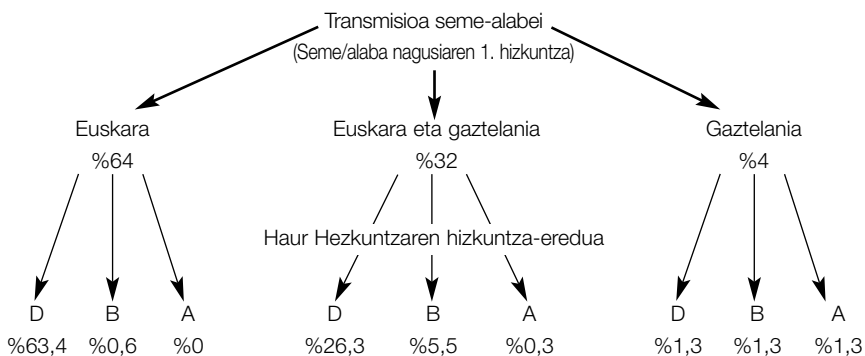 Transmisioa seme-alabei
(Seme/alaba nagusiaren 1. hizkuntza)
Euskara Euskara eta gaztelania Gaztelania
%64 %32 %4
Haur Hezkuntzaren hizkuntza-eredua
D B A D B A D B A
%63,4 %0,6 %0 %26,3 %5,5 %0,3 %1,3 %1,3 %1,3